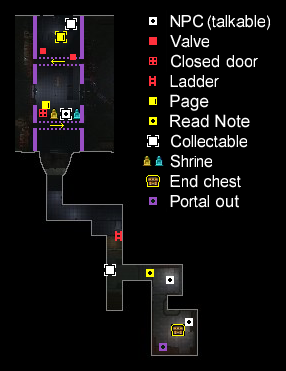 NPC (talkable)
Valve
Closed door
Ladder
Page
Read Note
Collectable
Shrine
End chest
Portal out